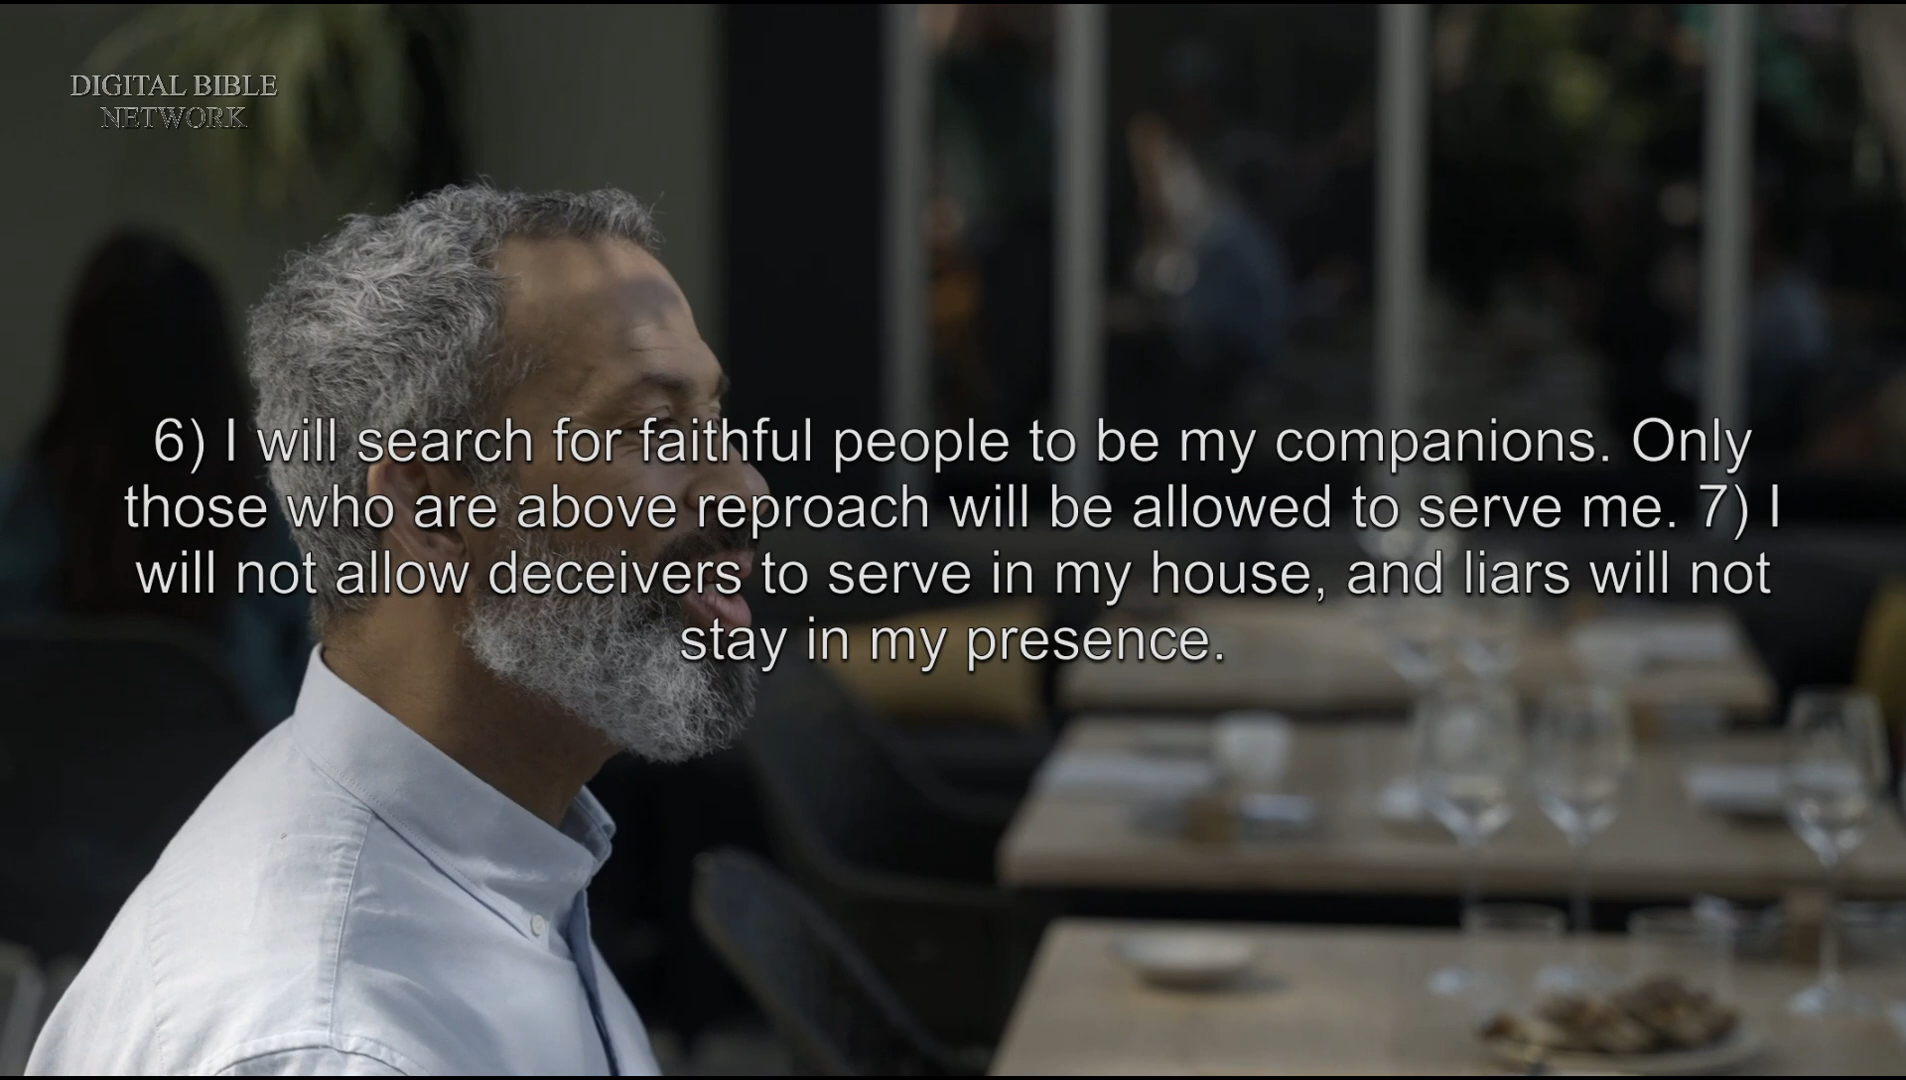 DIGITAL BIBLE
NETWORK
6) I will search for faithful people to be my companions. Only
those who are above reproach will be allowed to serve me. 7) I
will not allow deceivers to serve in my house, and liars will not
stay in my presence.